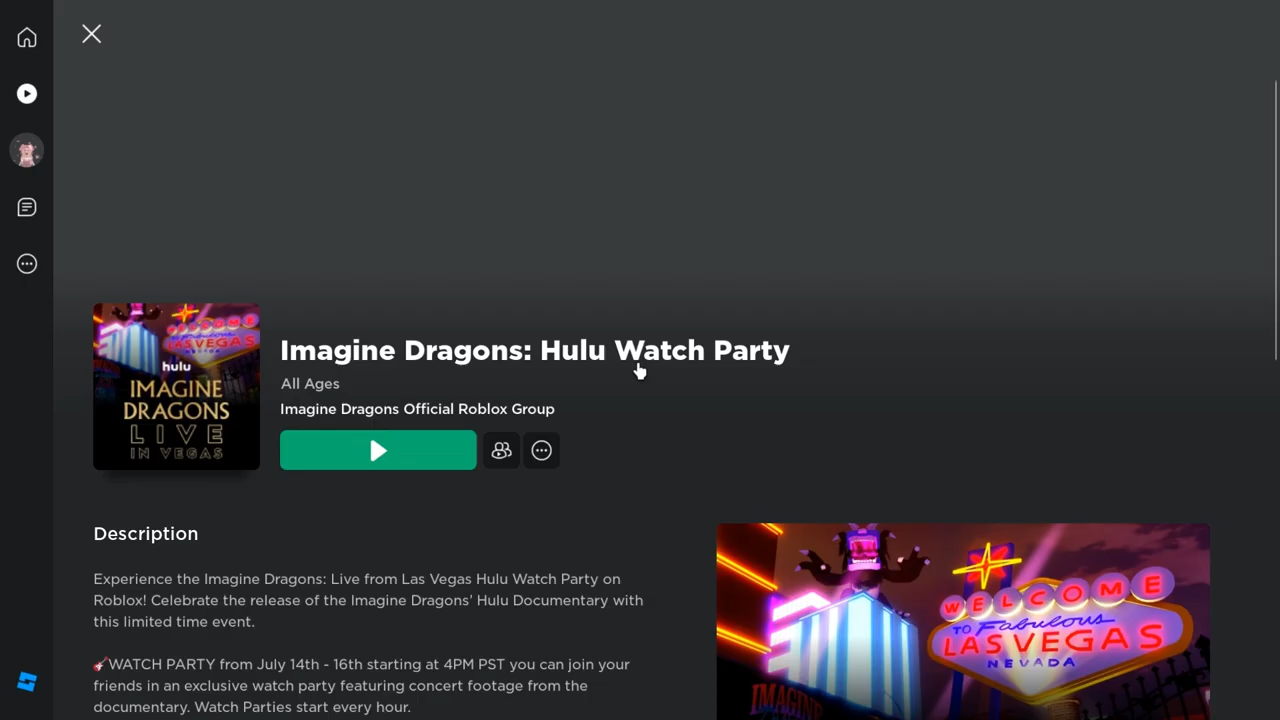 Imagine Dragons: Hulu Watch Party
All Ages
Imagine Dragons Official Roblox Group
WELCOME
LAS VEGAS
hulu
IMAGINE
DRAGONS
LIVE
IN VEGAS
Description
Experience the Imagine Dragons: Live from Las Vegas Hulu Watch Party on
Roblox! Celebrate the release of the Imagine Dragons' Hulu Documentary with
this limited time event.
🎸WATCH PARTY from July 14th - 16th starting at 4PM PST you can join your
friends in an exclusive watch party featuring concert footage from the
documentary. Watch Parties start every hour.
WELCOME
TO Fabulous
LAS VEGAS
NEVADA
IMAGINE